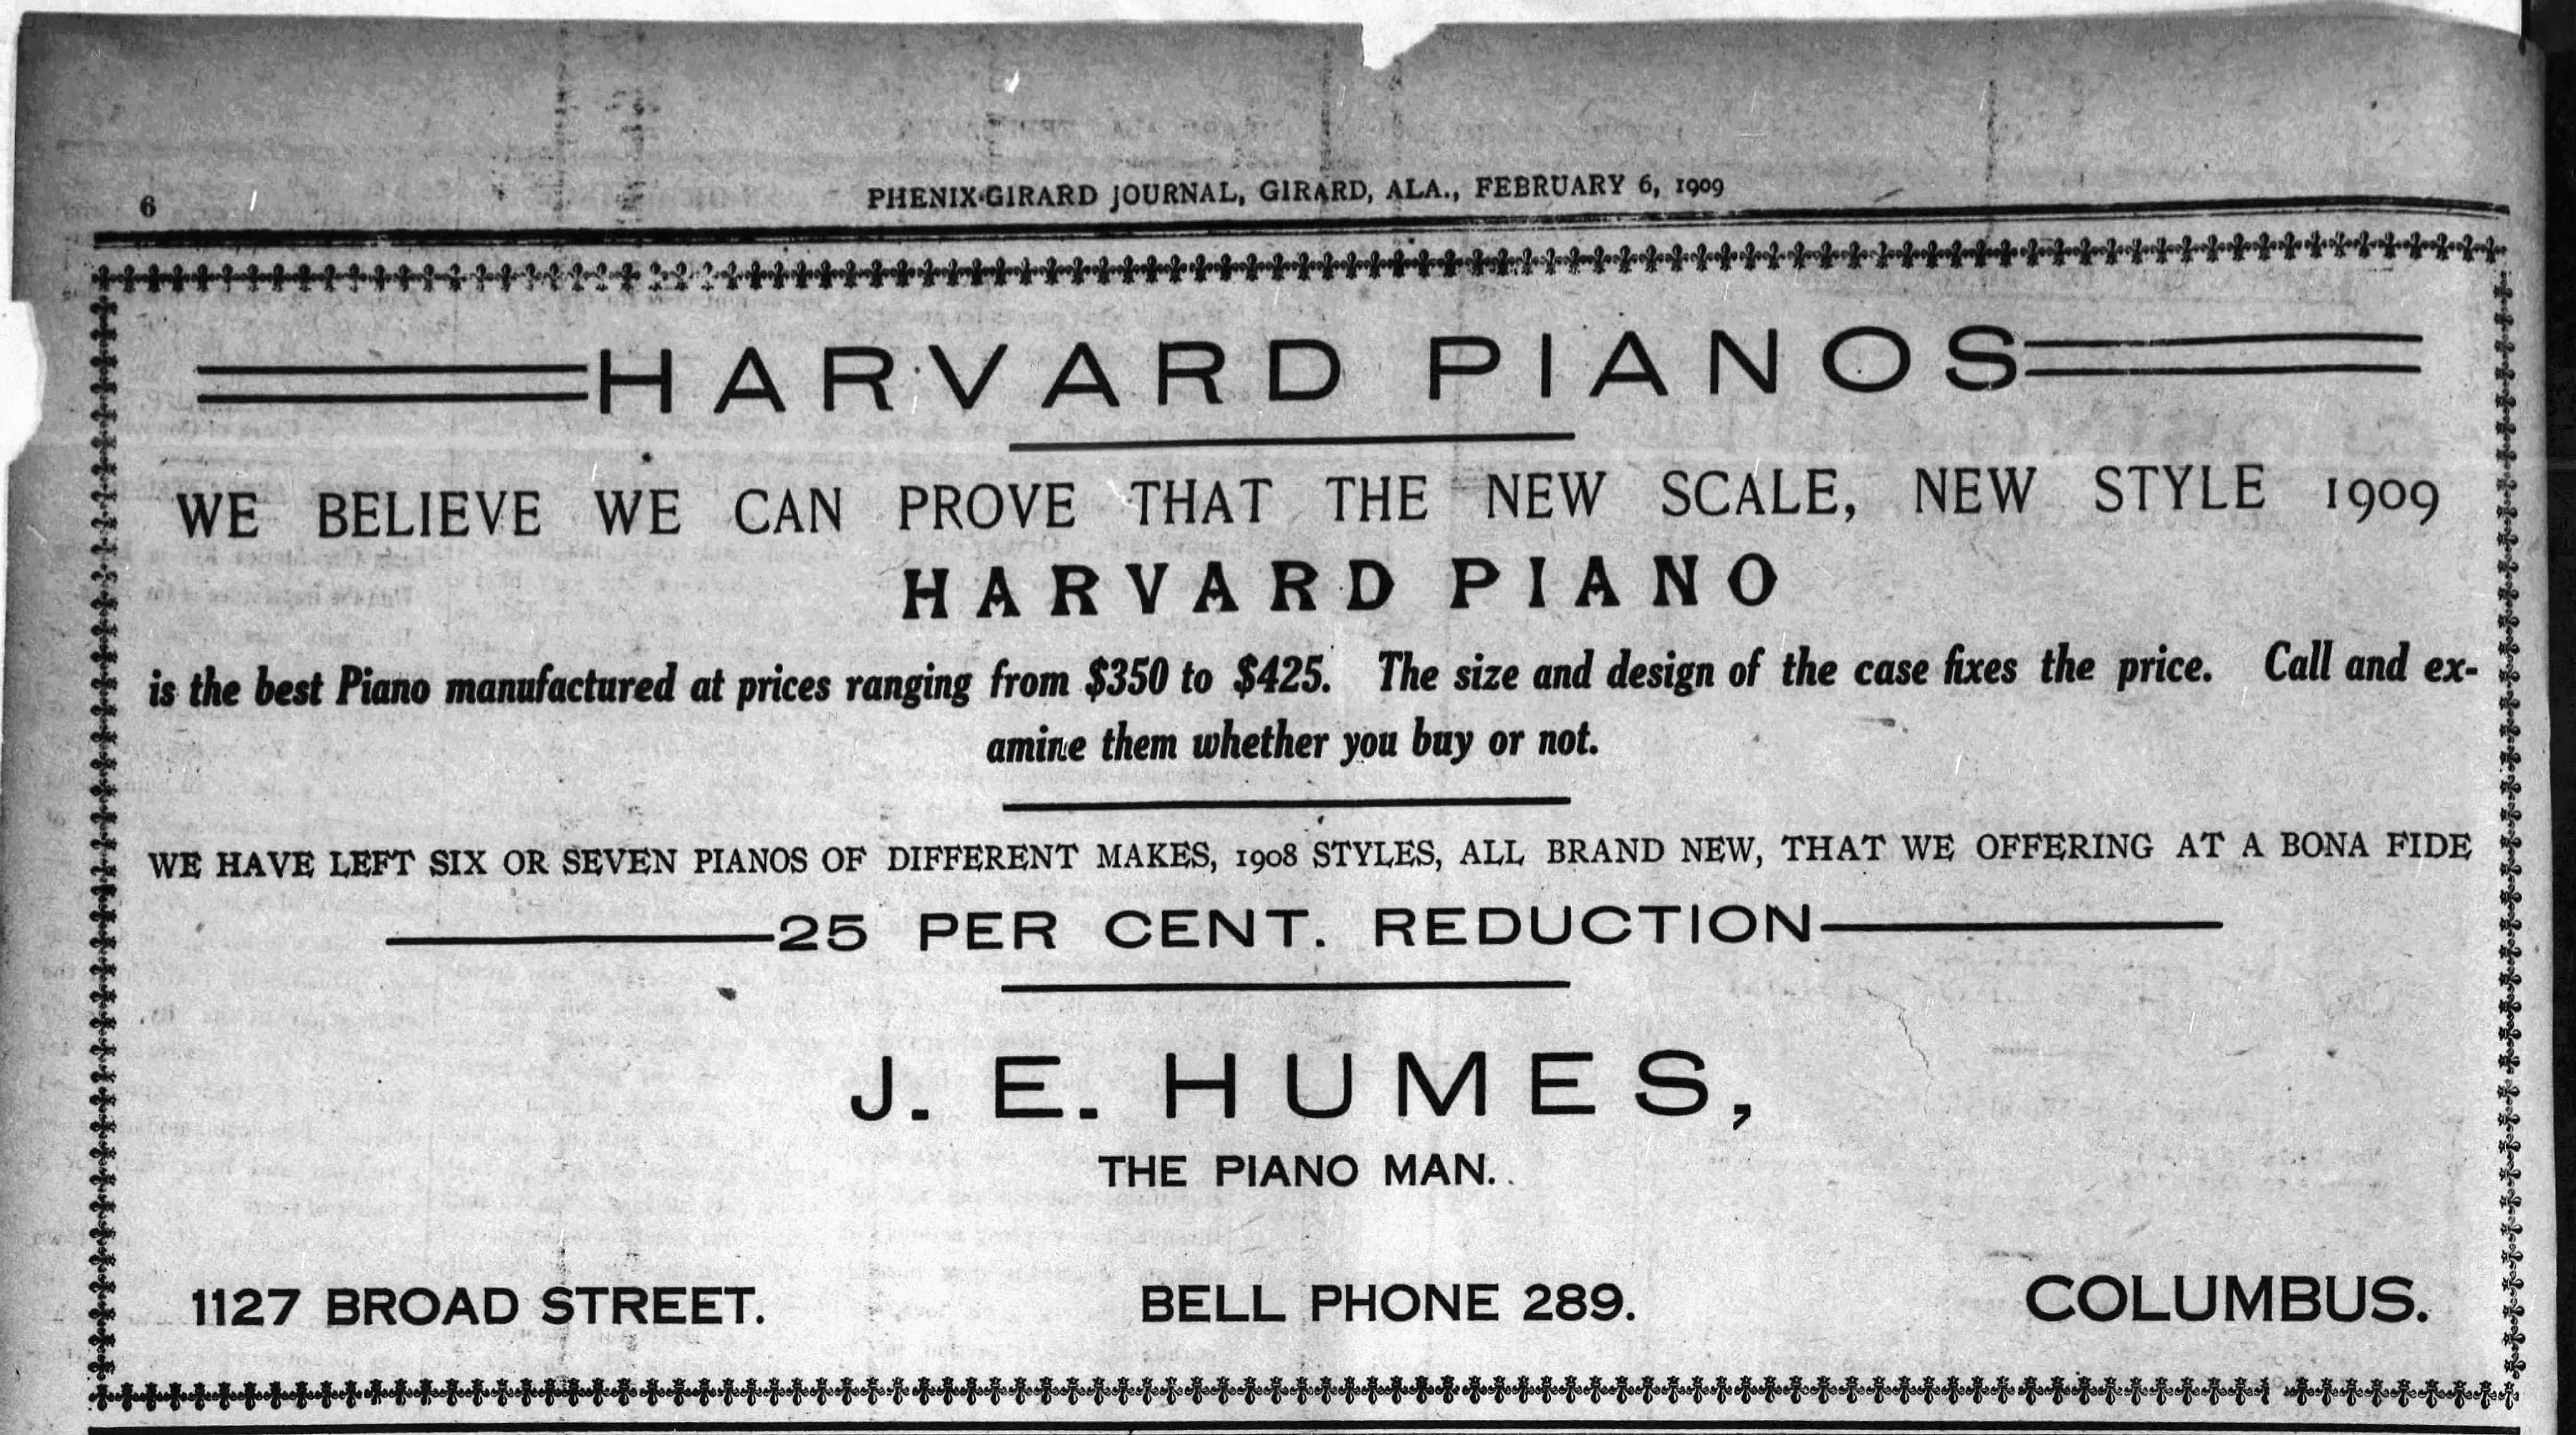 6
PHENIX-GIRARD JOURNAL, GIRARD, ALA., FEBRUARY 6, 1909
HARVARD PIANOS
WE BELIEVE WE CAN PROVE THAT THE NEW SCALE, NEW STYLE 1909
HARVARD PIANO
is the best Piano manufactured at prices ranging from $350 to $425. The size and design of the case fixes the price. Call and ex-
amine them whether you buy or not.
WE HAVE LEFT SIX OR SEVEN PIANOS OF DIFFERENT MAKES, 1908 STYLES, ALL BRAND NEW, THAT WE OFFERING AT A BONA FIDE
25 PER CENT. REDUCTION
J. E. HUMES,
THE PIANO MAN.
1127 BROAD STREET. BELL PHONE 289. COLUMBUS.